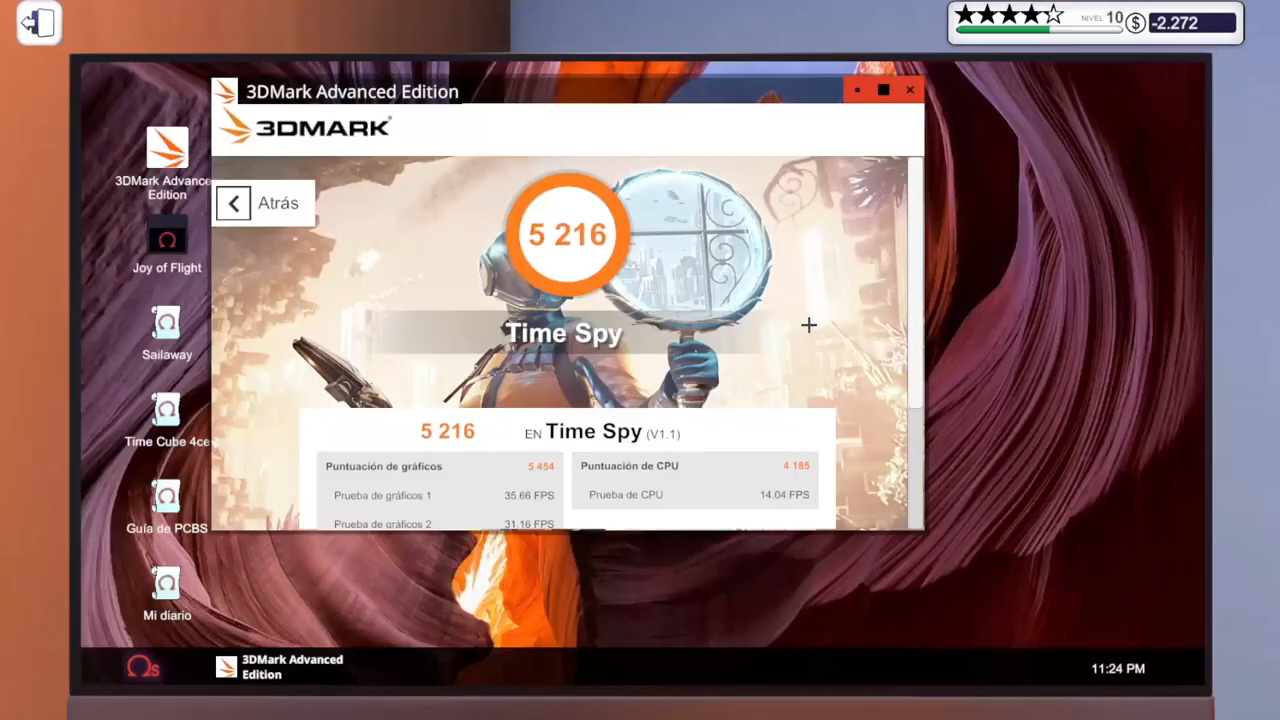 NIVEL 10 $ -2.272
3DMark Advanced Edition
3DMARK
Atrás
5 216
Time Spy
5 216 EN Time Spy (V1.1)
Puntuación de gráficos 5 454
Prueba de gráficos 1 35.66 FPS
Prueba de gráficos 2 31.16 FPS
Puntuación de CPU 4 185
Prueba de CPU 14.04 FPS
3DMark Advance
Edition
Joy of Flight
Sailaway
Time Cube 4ce
Guía de PCBS
Mi diario
Ωs
3DMark Advanced
Edition
11:24 PM